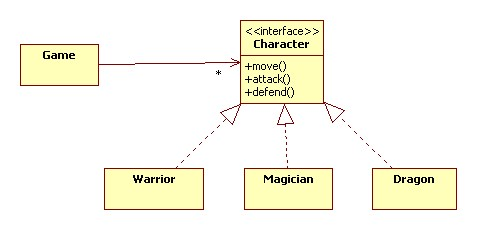 <<interface>>
Character
Game
+move()
+attack()
+defend()
*
Warrior
Magician
Dragon